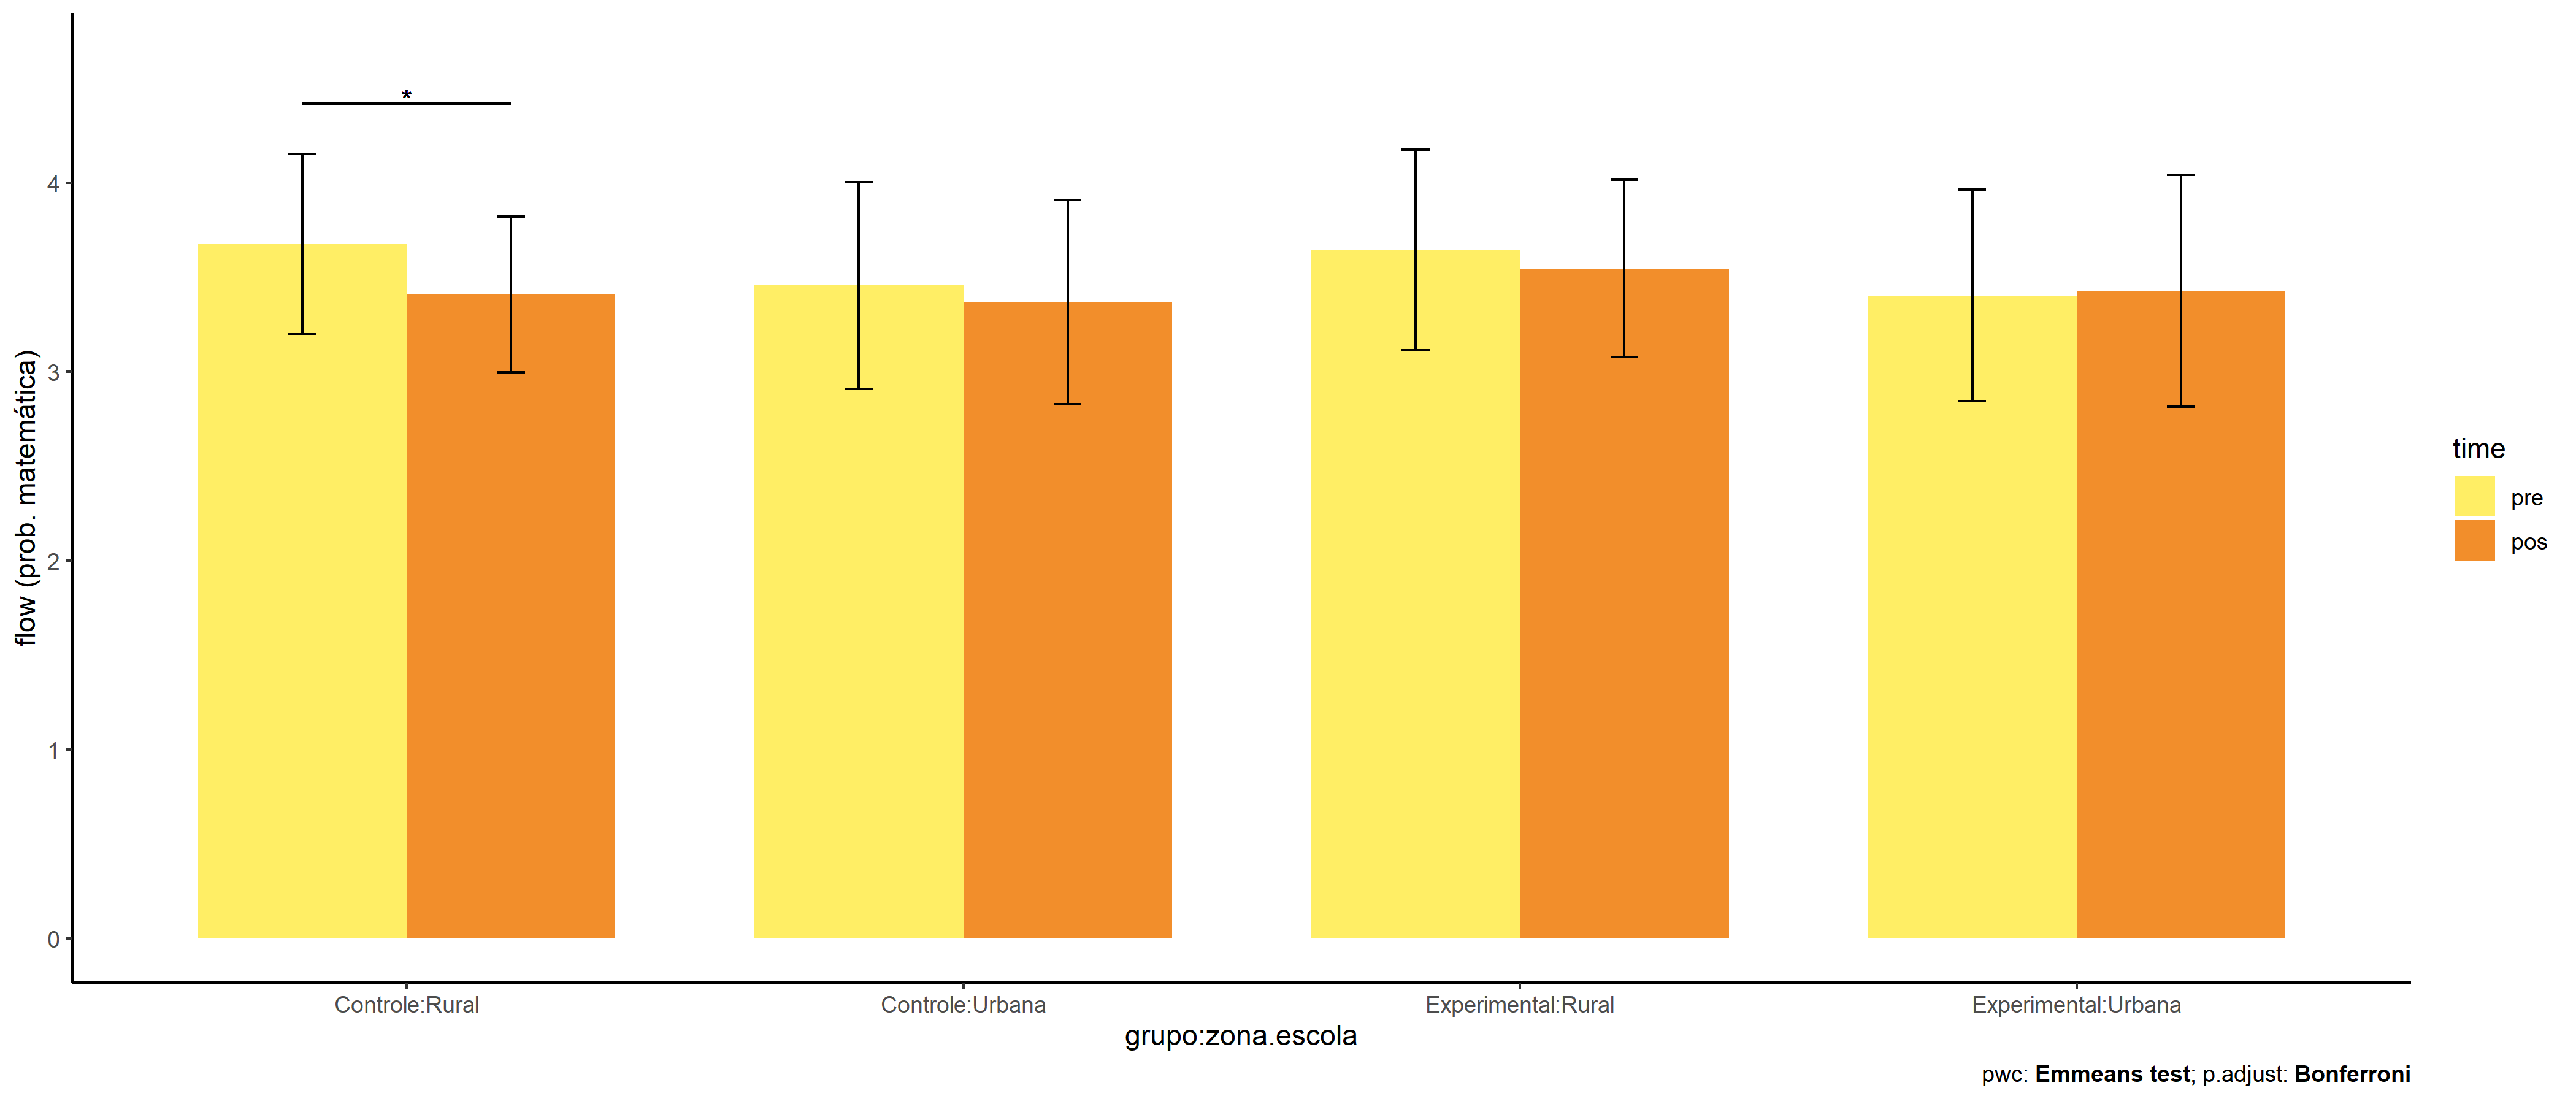 *
flow (prob. matemática)
4
3
2
1
0
Controle:Rural
Controle:Urbana
Experimental:Rural
Experimental:Urbana
grupo:zona.escola
time
pre
pos
pwc: Emmeans test; p.adjust: Bonferroni